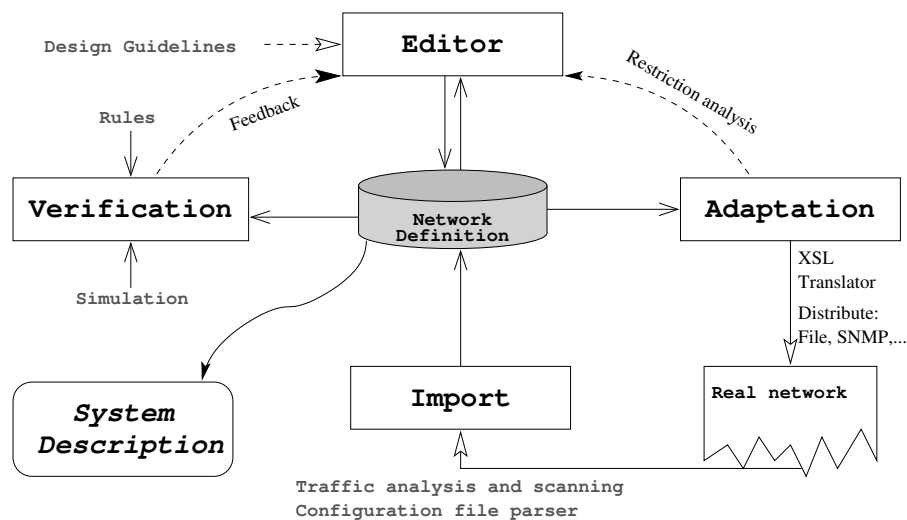 Design Guidelines
Editor
Restriction analysis
Feedback
Rules
Verification
Network
Definition
Adaptation
Simulation
XSL
Translator
Distribute:
File, SNMP,...
System
Description
Import
Real network
Traffic analysis and scanning
Configuration file parser